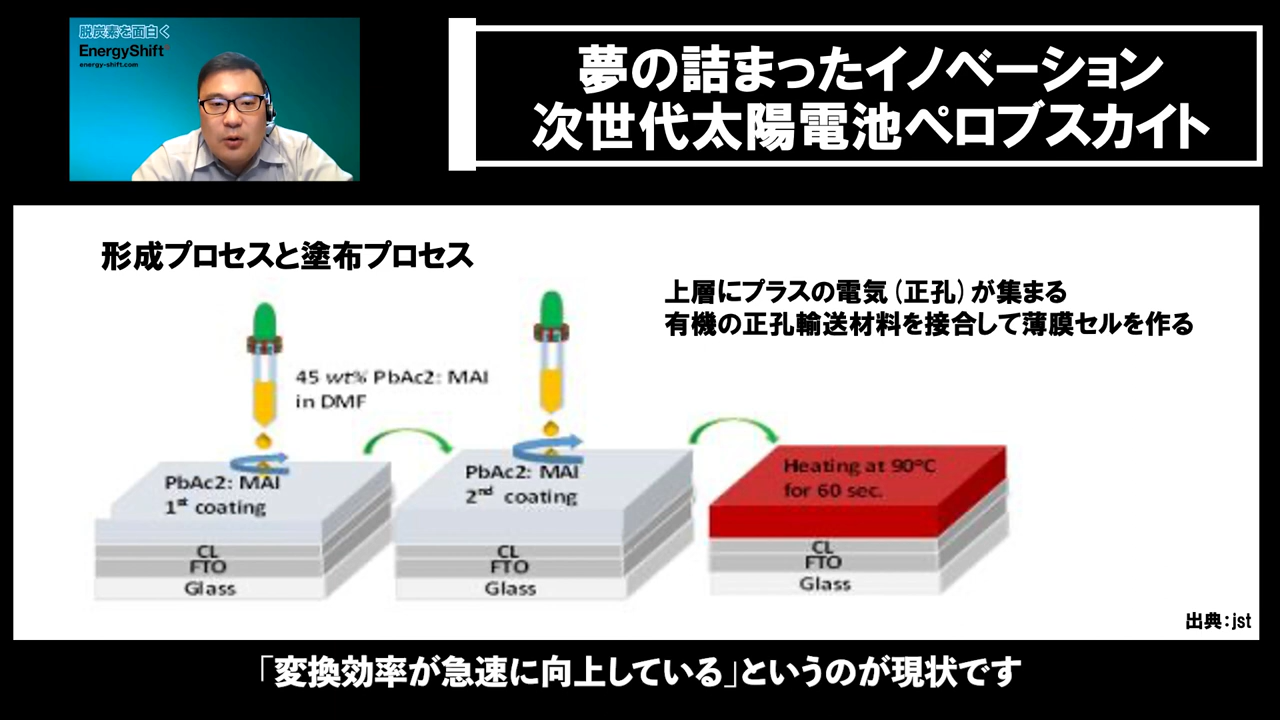 脱炭素を面白く
EnergyShift
energy-shift.com
夢の詰まったイノベーション
次世代太陽電池ペロブスカイト
形成プロセスと塗布プロセス
上層にプラスの電気(正孔)が集まる
有機の正孔輸送材料を接合して薄膜セルを作る
45 wt% PbAc2: MAI
in DMF
PbAc2: MAI
1st coating
CL
FTO
Glass
PbAc2: MAI
2nd coating
CL
FTO
Glass
Heating at 90°C
for 60 sec.
CL
FTO
Glass
出典:jst
「変換効率が急速に向上している」というのが現状です